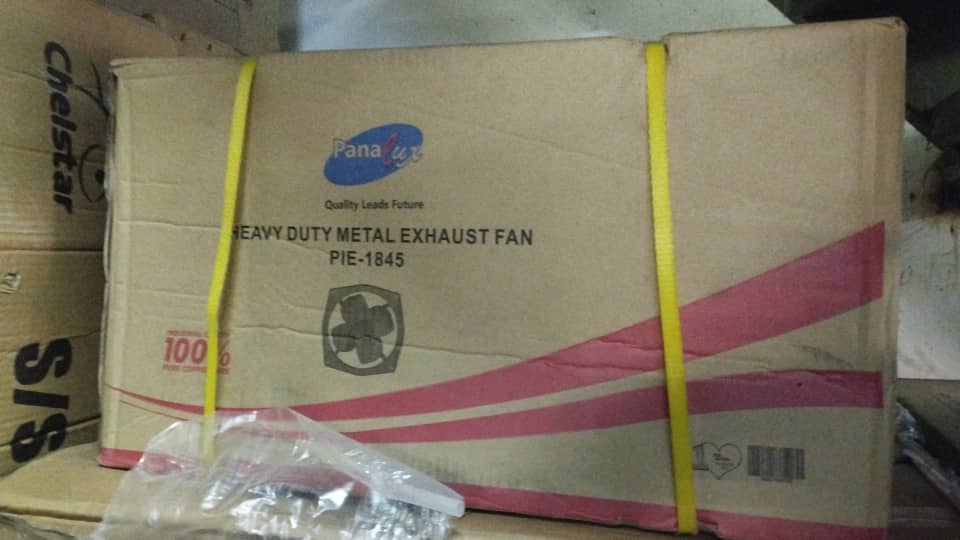 Chelstar
SIS
Panalux
Quality Leads Future
HEAVY DUTY METAL EXHAUST FAN
PIE-1845
100%